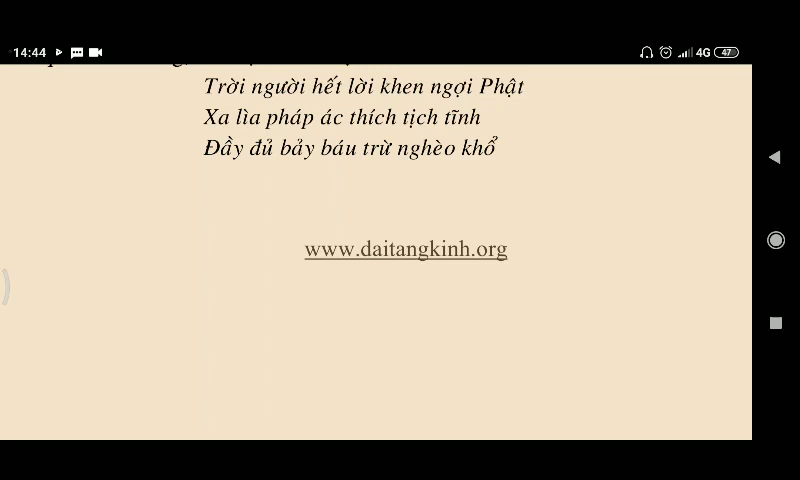 14:44
4G
47
Trời người hết lời khen ngợi Phật
Xa lìa pháp ác thích tịch tĩnh
Đầy đủ bảy báu trừ nghèo khổ
www.daitangkinh.org